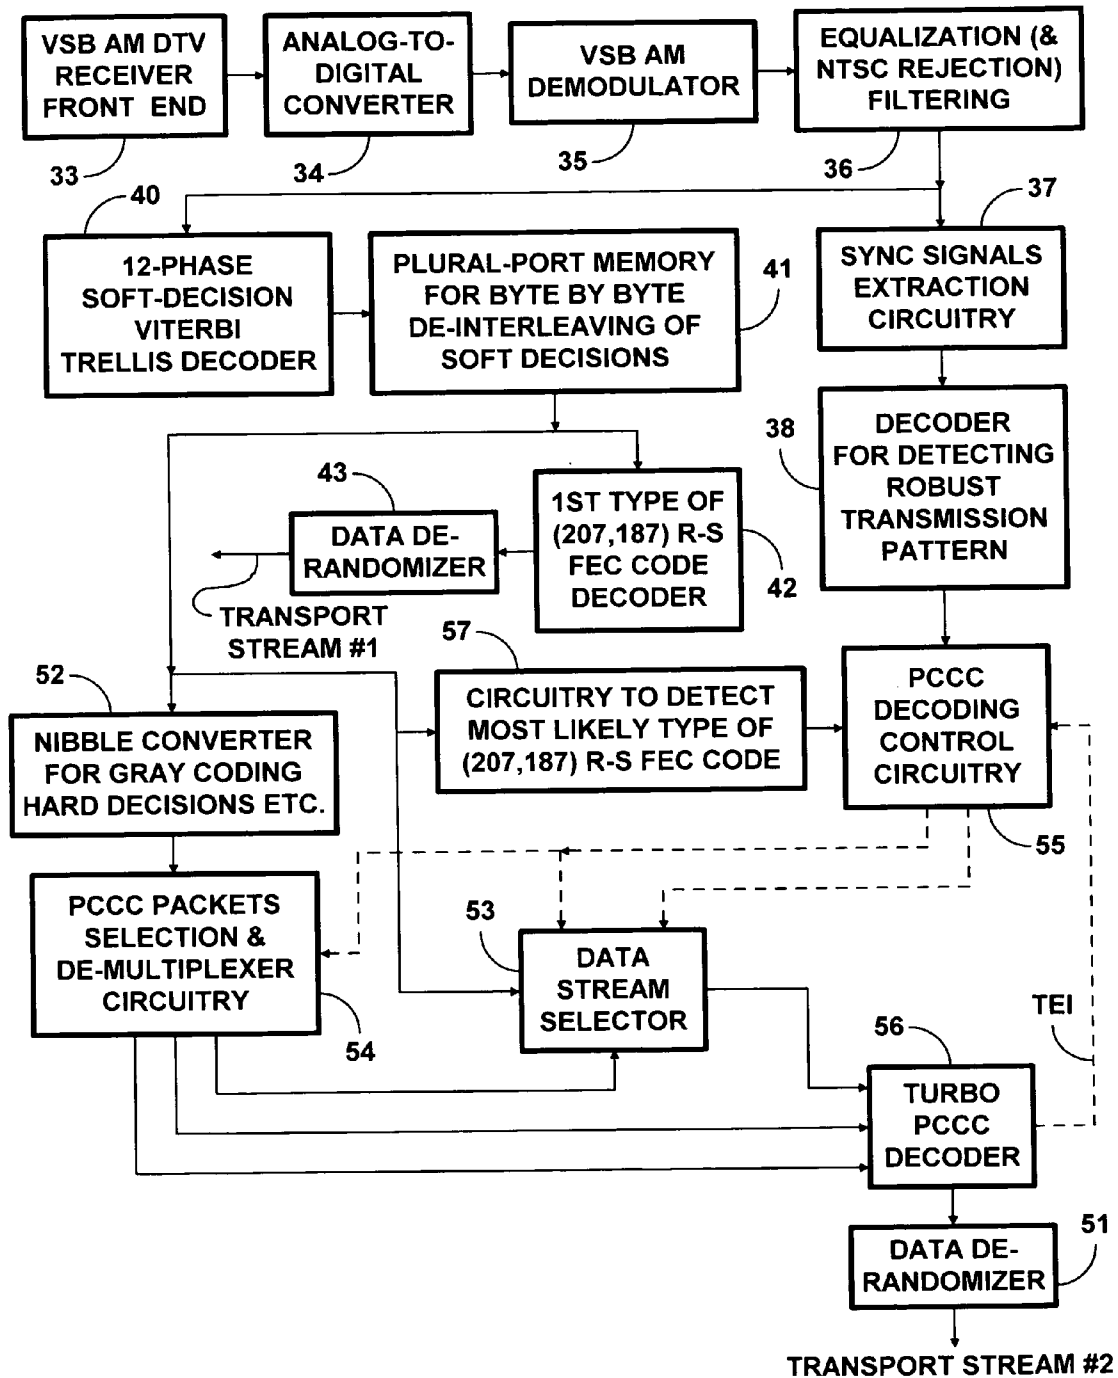 VSB AM DTV
RECEIVER
FRONT END
33
ANALOG-TO-
DIGITAL
CONVERTER
34
VSB AM
DEMODULATOR
35
EQUALIZATION (&
NTSC REJECTION)
FILTERING
36
40
12-PHASE
SOFT-DECISION
VITERBI
TRELLIS DECODER
PLURAL-PORT MEMORY
FOR BYTE BY BYTE
DE-INTERLEAVING OF
SOFT DECISIONS
41
37
SYNC SIGNALS
EXTRACTION
CIRCUITRY
38
DECODER
FOR DETECTING
ROBUST
TRANSMISSION
PATTERN
43
DATA DE-
RANDOMIZER
1ST TYPE OF
(207,187) R-S
FEC CODE
DECODER
42
TRANSPORT
STREAM #1
57
CIRCUITRY TO DETECT
MOST LIKELY TYPE OF
(207,187) R-S FEC CODE
PCCC
DECODING
CONTROL
CIRCUITRY
55
52
NIBBLE CONVERTER
FOR GRAY CODING
HARD DECISIONS ETC.
PCCC PACKETS
SELECTION &
DE-MULTIPLEXER
CIRCUITRY
54
53
DATA
STREAM
SELECTOR
TEI
56
TURBO
PCCC
DECODER
51
DATA DE-
RANDOMIZER
TRANSPORT STREAM #2